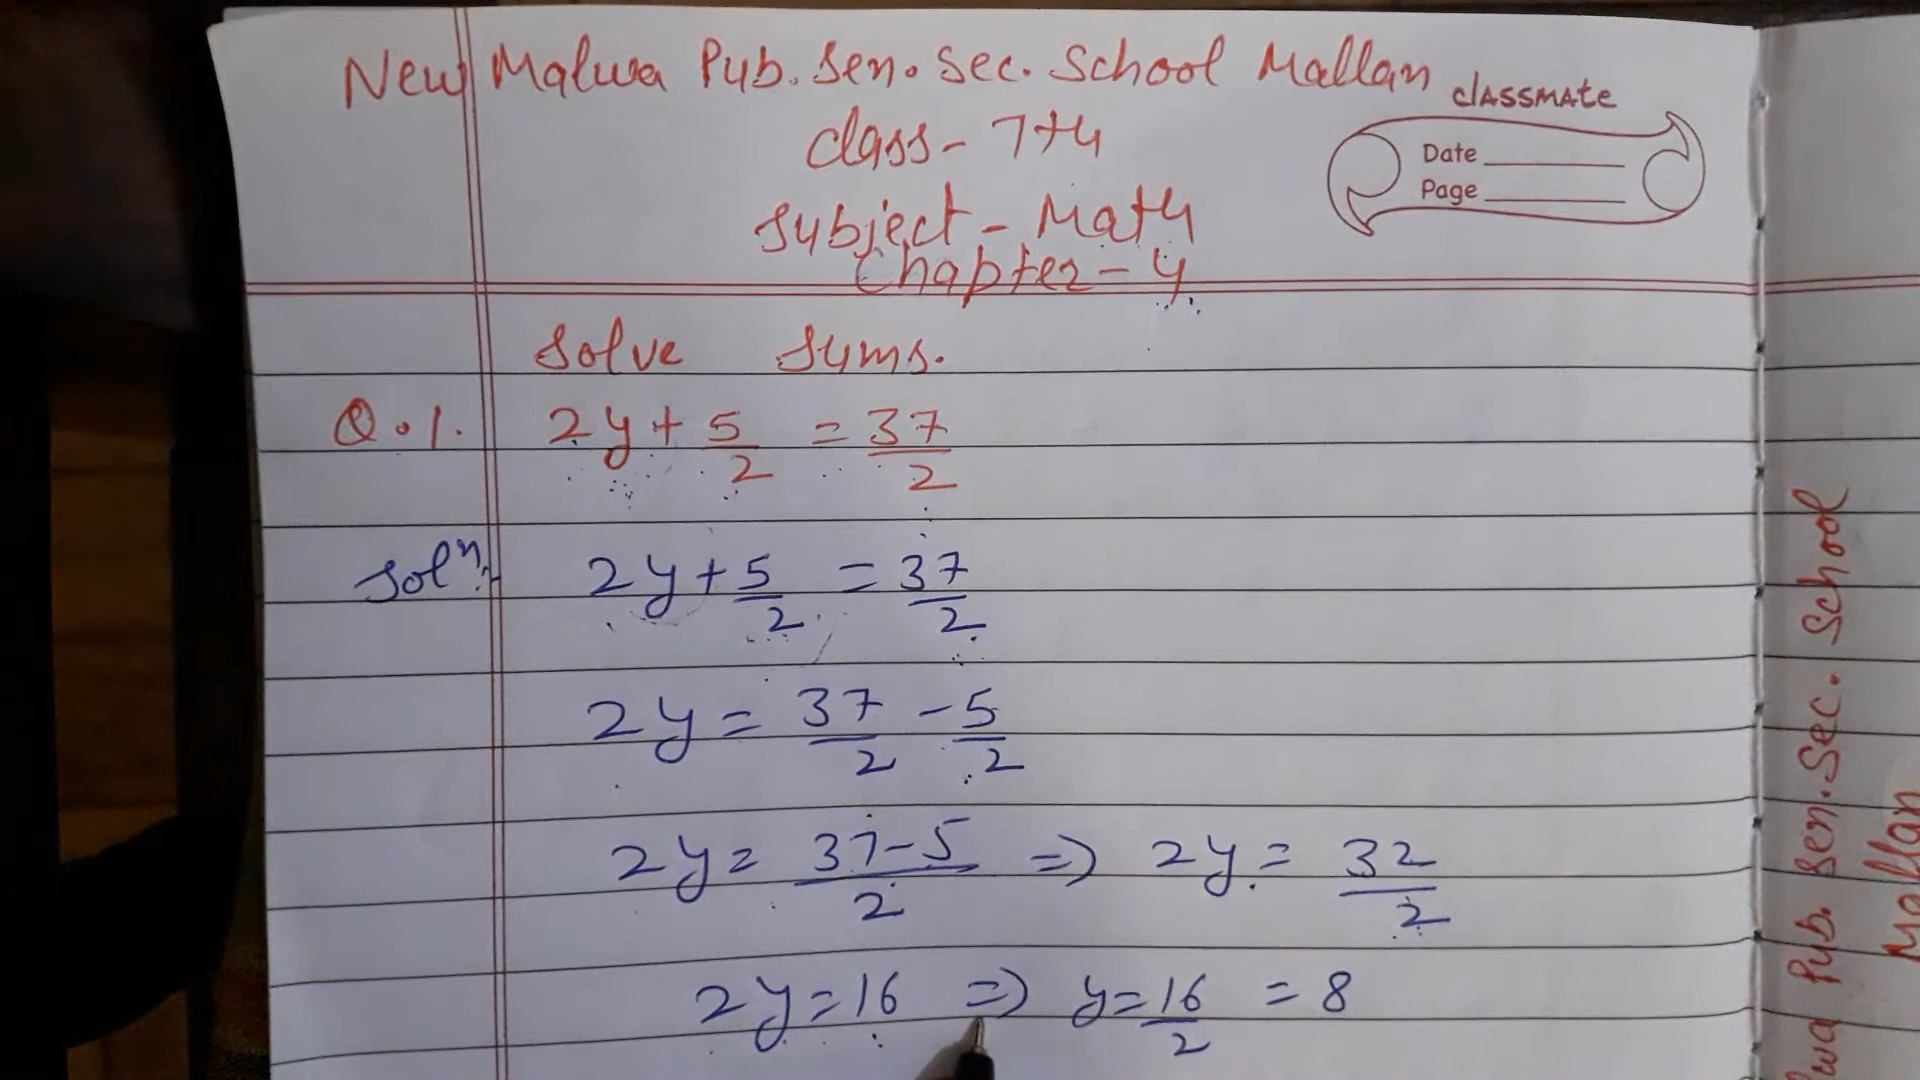 New Malwa Pub. Sen. Sec. School Mallan
classmate
Date
Page
class - 7th
Subject - Math
Chapter - 4
Solve Sums.
Q.1. 2y + 5/2 = 37/2
Solⁿ:- 2y + 5/2 = 37/2
2y = 37/2 - 5/2
2y = 37-5/2 ⇒ 2y = 32/2
2y = 16 ⇒ y = 16/2 = 8
Pub. Sen. Sec. School
Mallan